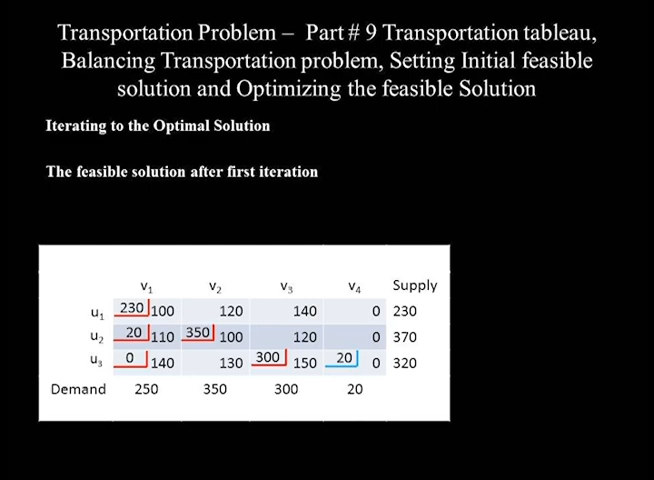 Transportation Problem – Part # 9 Transportation tableau,
Balancing Transportation problem, Setting Initial feasible
solution and Optimizing the feasible Solution
Iterating to the Optimal Solution
The feasible solution after first iteration
v₁ v₂ v₃ v₄ Supply
u₁ 230 100 120 140 0 230
u₂ 20 110 350 100 120 0 370
u₃ 0 140 130 300 150 20 0 320
Demand 250 350 300 20